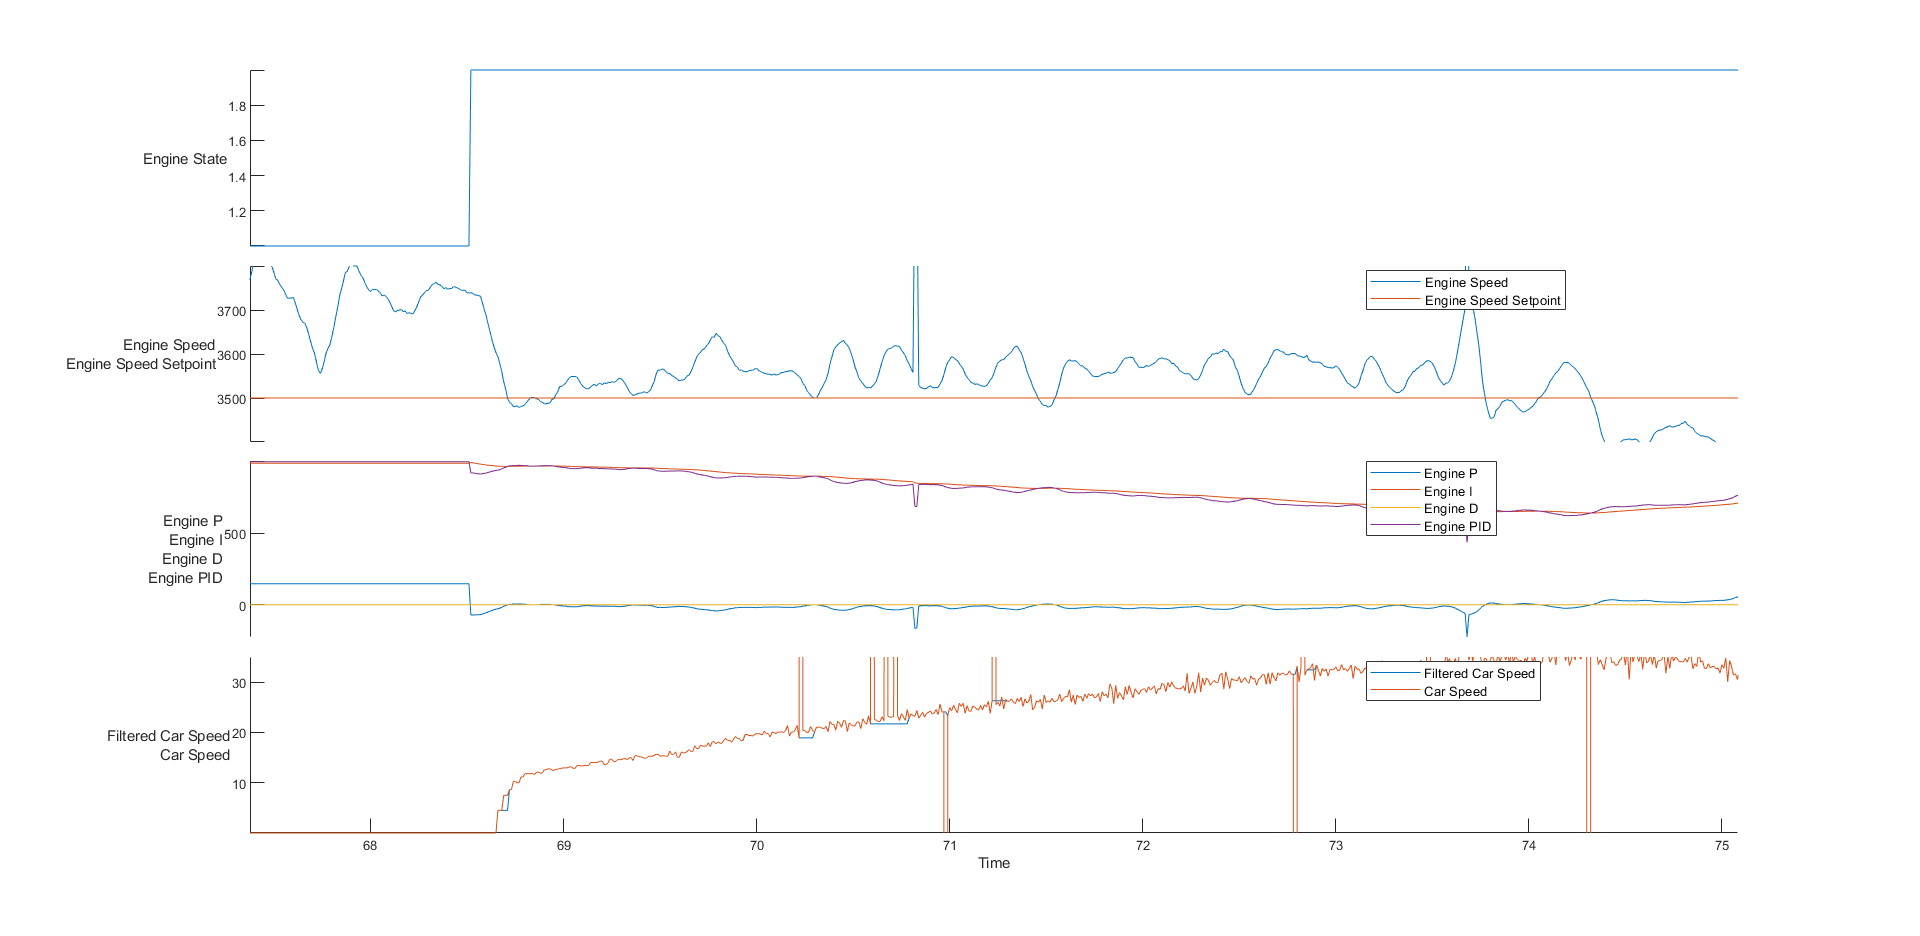 1.8
1.6
Engine State
1.4
1.2
Engine Speed
Engine Speed Setpoint
3700
Engine Speed
3600
Engine Speed Setpoint
3500
Engine P
Engine I
Engine D
Engine PID
Engine P
500
Engine I
Engine D
Engine PID
0
Filtered Car Speed
Car Speed
30
Filtered Car Speed
20
Car Speed
10
68 69 70 71 72 73 74 75
Time